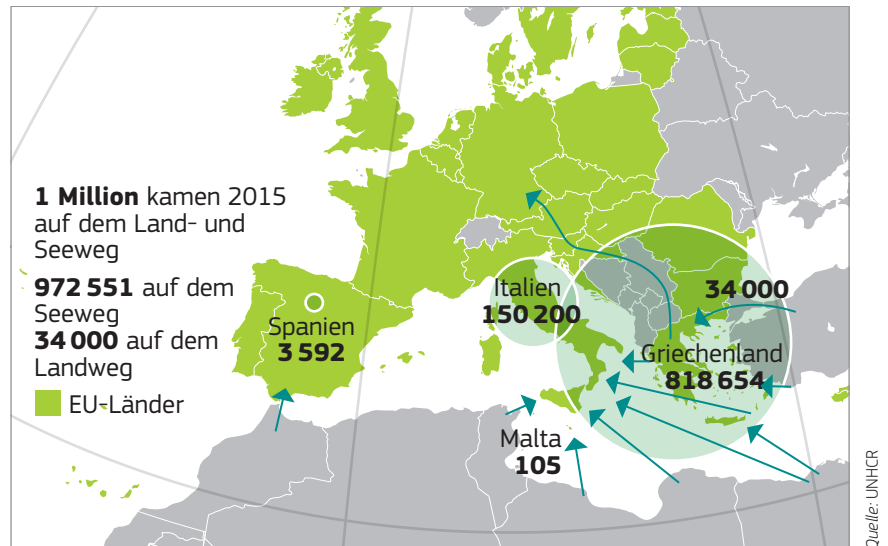 1 Million kamen 2015
auf dem Land- und
Seeweg
972 551 auf dem
Seeweg
34 000 auf dem
Landweg
EU-Länder
Spanien
3 592
Italien
150 200
34 000
Griechenland
818 654
Malta
105
Quelle: UNHCR